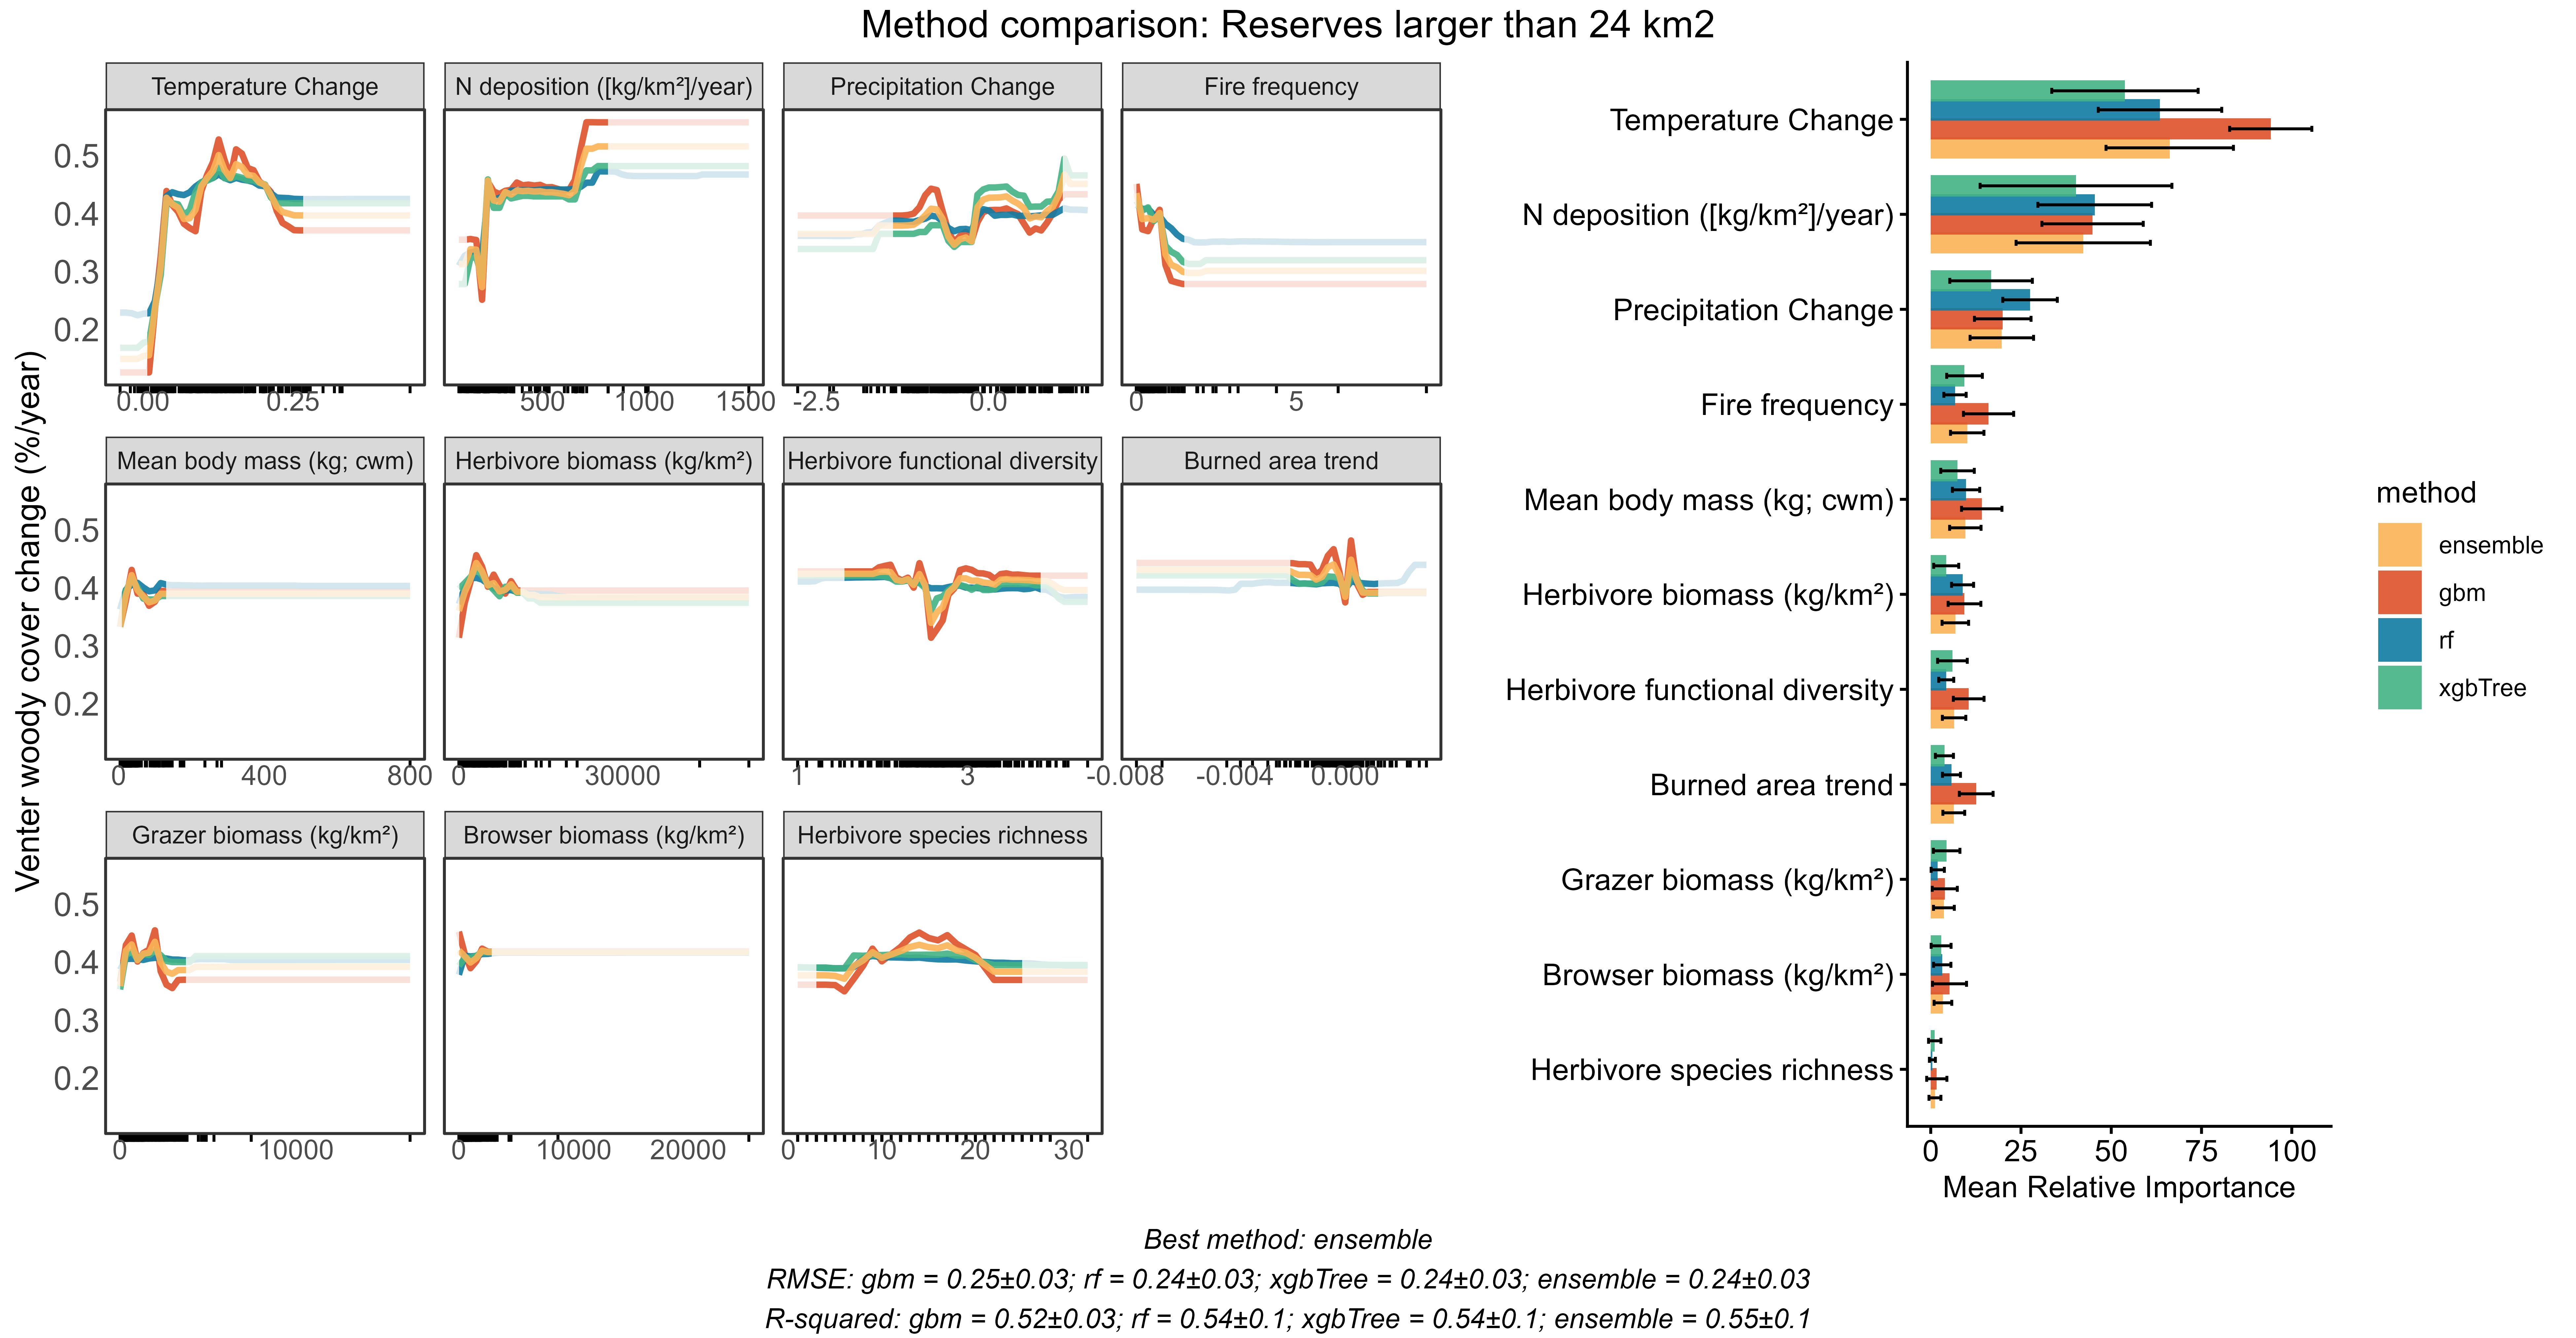 Method comparison: Reserves larger than 24 km2
Venter woody cover change (%/year)
Temperature Change
N deposition ([kg/km²]/year)
Precipitation Change
Fire frequency
0.5
0.4
0.3
0.2
0.00 0.25
500 1000 1500
-2.5 0.0
0 5
Mean body mass (kg; cwm)
Herbivore biomass (kg/km²)
Herbivore functional diversity
Burned area trend
0.5
0.4
0.3
0.2
0 400 800
0 30000
1 3
-0.008 -0.004 0.000
Grazer biomass (kg/km²)
Browser biomass (kg/km²)
Herbivore species richness
0.5
0.4
0.3
0.2
0 10000
0 10000 20000
0 10 20 30
Temperature Change
N deposition ([kg/km²]/year)
Precipitation Change
Fire frequency
Mean body mass (kg; cwm)
Herbivore biomass (kg/km²)
Herbivore functional diversity
Burned area trend
Grazer biomass (kg/km²)
Browser biomass (kg/km²)
Herbivore species richness
0 25 50 75 100
Mean Relative Importance
method
ensemble
gbm
rf
xgbTree
Best method: ensemble
RMSE: gbm = 0.25±0.03; rf = 0.24±0.03; xgbTree = 0.24±0.03; ensemble = 0.24±0.03
R-squared: gbm = 0.52±0.03; rf = 0.54±0.1; xgbTree = 0.54±0.1; ensemble = 0.55±0.1